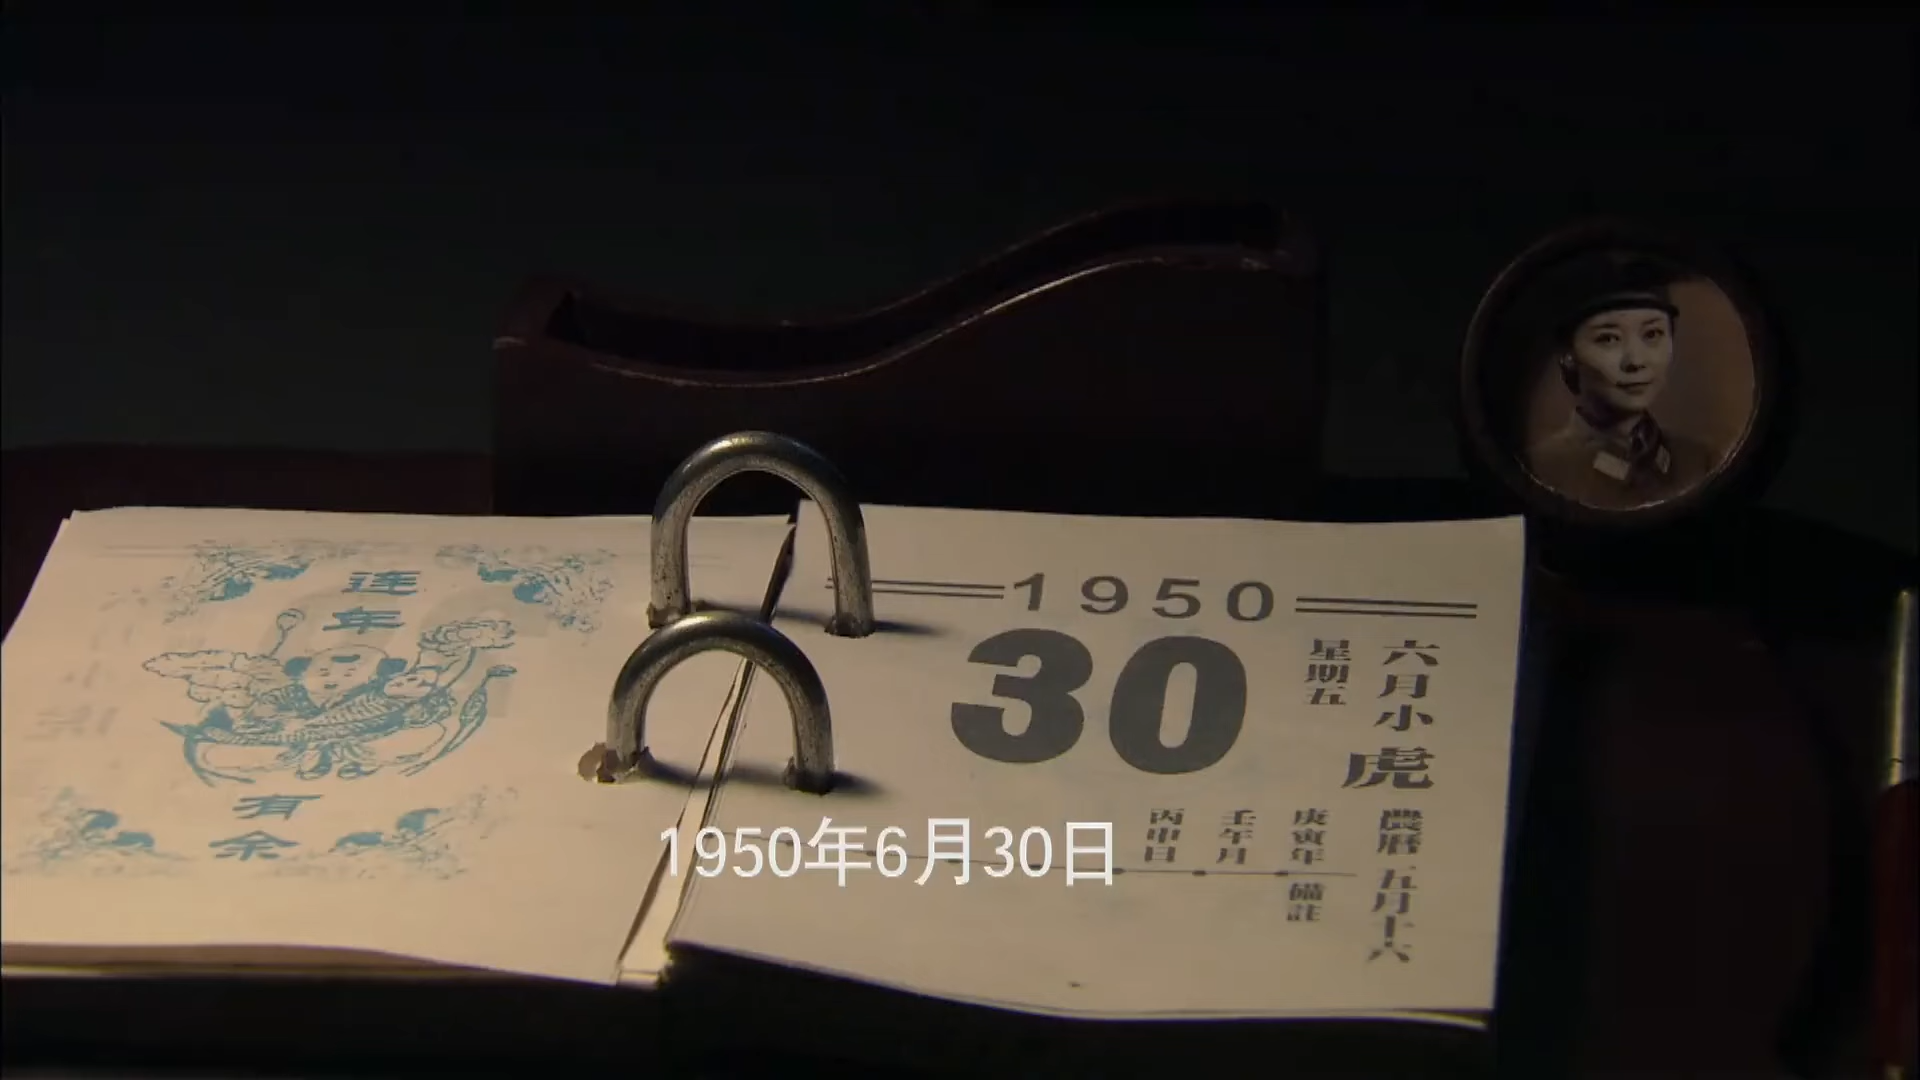 连
年
有
余
1950
30
星期五
六月小
虎
農曆 五月十六
庚寅年
壬午月
丙申日
備註
1950年6月30日